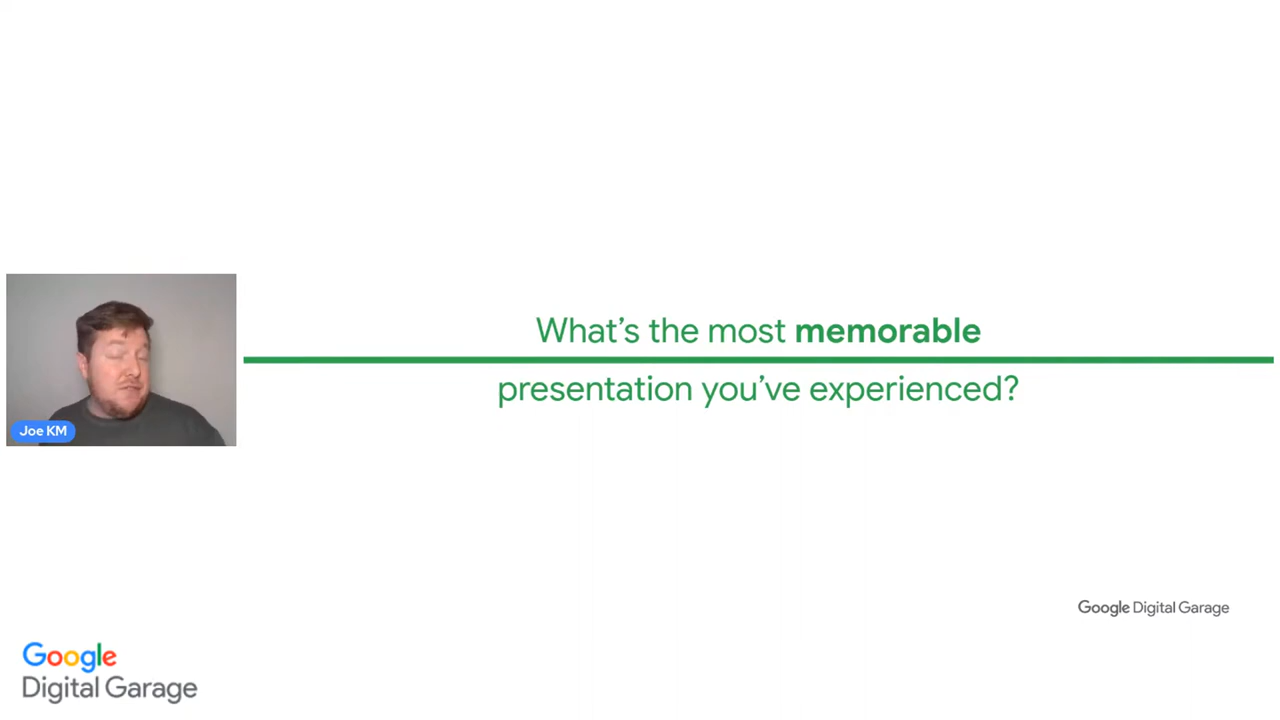 What's the most memorable
presentation you've experienced?
Joe KM
Google Digital Garage
Google
Digital Garage